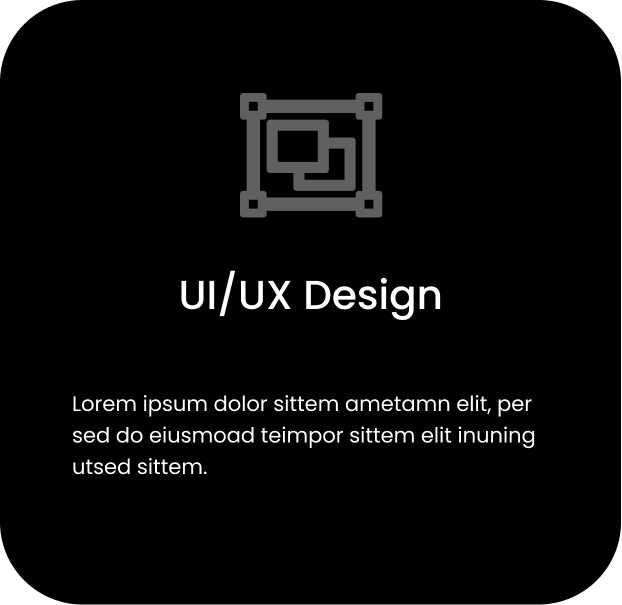 UI/UX Design
Lorem ipsum dolor sittem ametamn elit, per
sed do eiusmoad teimpor sittem elit inuning
utsed sittem.